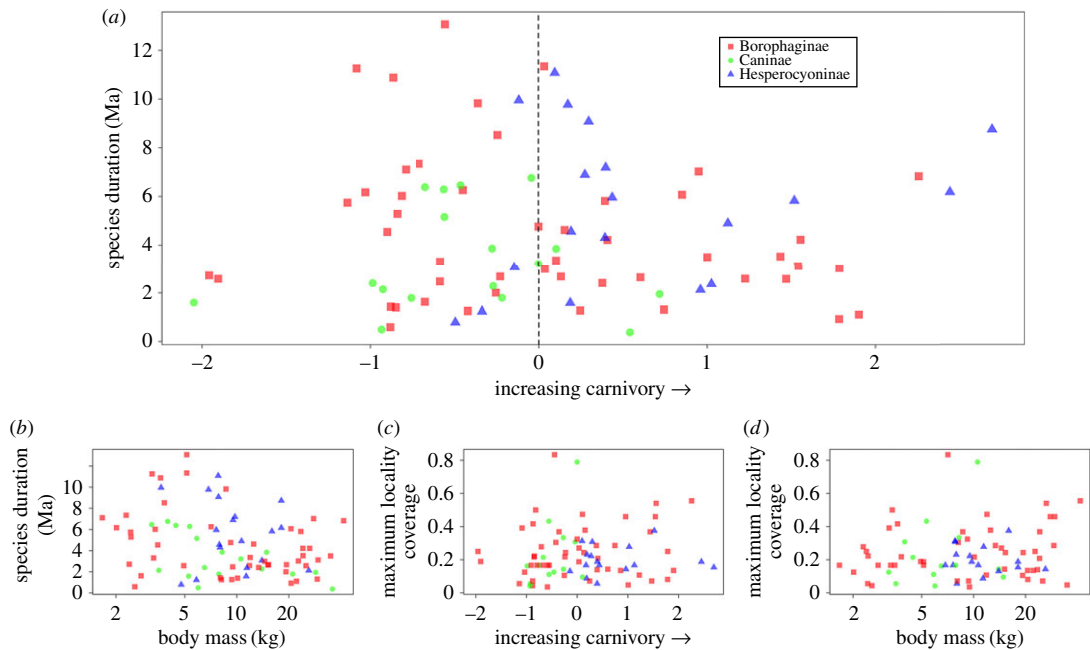 (a)
species duration (Ma)
12
10
8
6
4
2
0
Borophaginae
Caninae
Hesperocyoninae
–2
–1
0
1
2
increasing carnivory →
(b)
species duration
(Ma)
10
8
6
4
2
0
2
5
10
20
body mass (kg)
(c)
maximum locality
coverage
0.8
0.6
0.4
0.2
0
–2
–1
0
1
2
increasing carnivory →
(d)
maximum locality
coverage
0.8
0.6
0.4
0.2
0
2
5
10
20
body mass (kg)